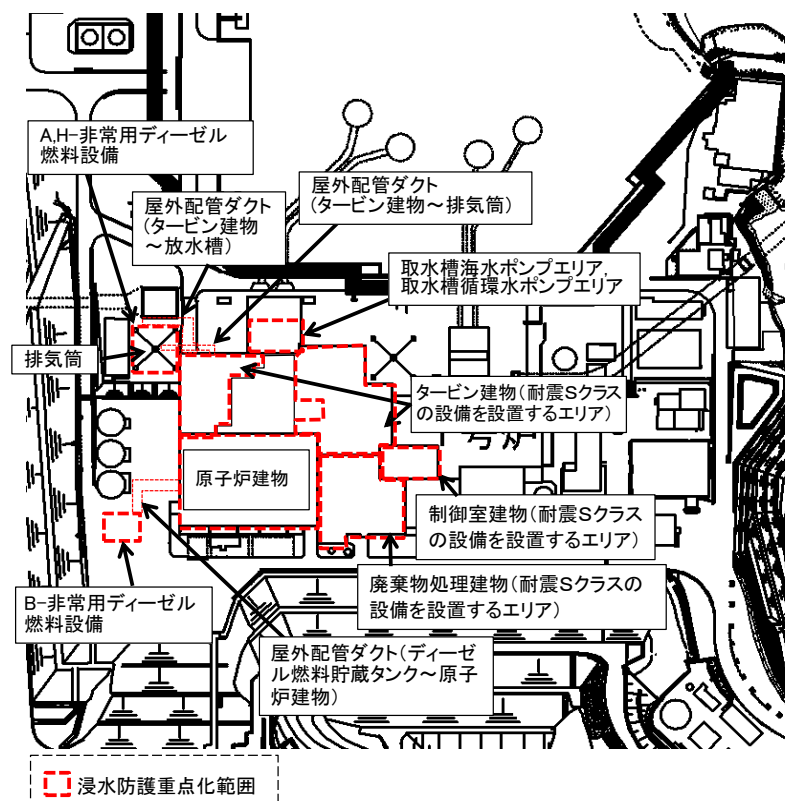 A,H-非常用ディーゼル
燃料設備
屋外配管ダクト
(タービン建物
～放水槽)
屋外配管ダクト
(タービン建物～排気筒)
取水槽海水ポンプエリア,
取水槽循環水ポンプエリア
排気筒
タービン建物(耐震Sクラス
の設備を設置するエリア)
号炉
原子炉建物
制御室建物(耐震Sクラス
の設備を設置するエリア)
廃棄物処理建物(耐震Sクラスの
設備を設置するエリア)
B-非常用ディーゼル
燃料設備
屋外配管ダクト(ディーゼ
ル燃料貯蔵タンク～原子
炉建物)
浸水防護重点化範囲